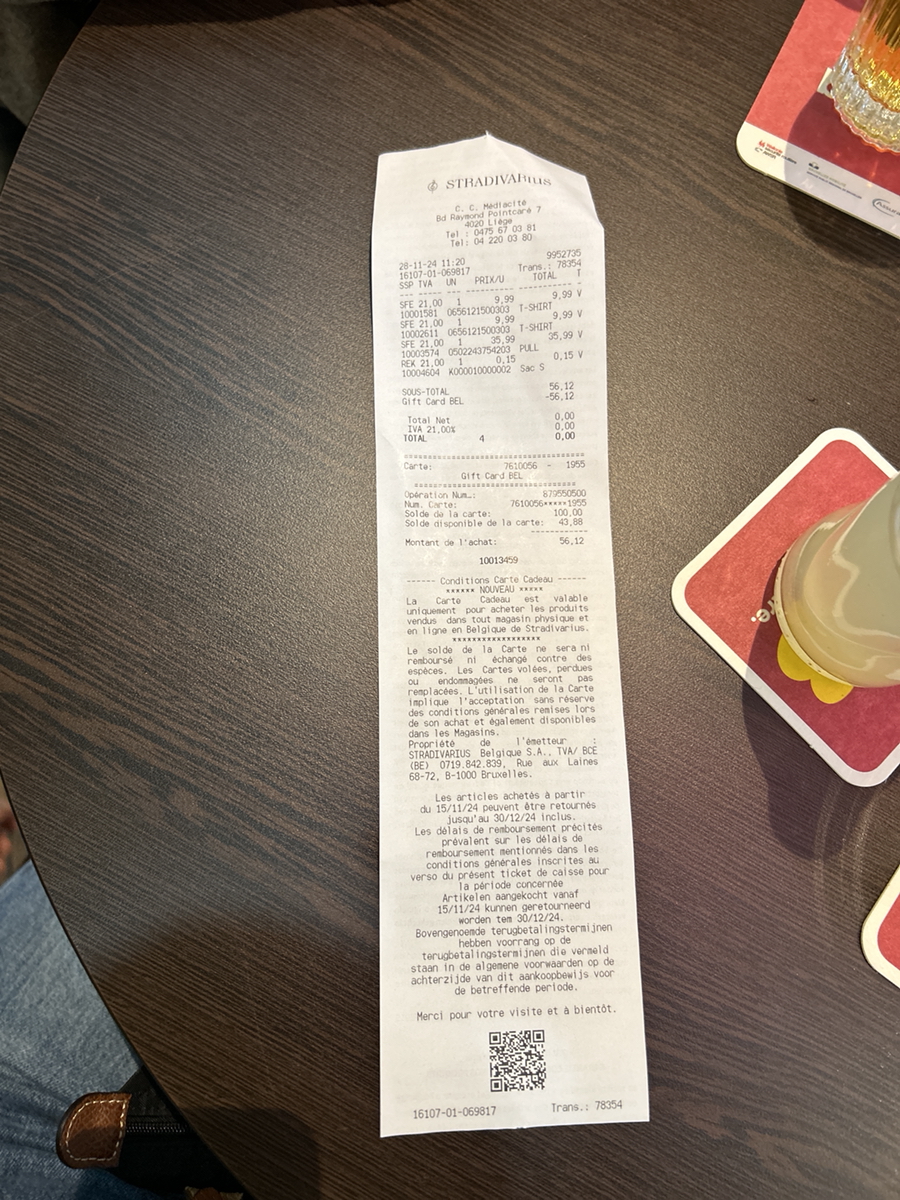 STRADIVARIUS
C. C. Médiacité
Bd Raymond Pointcaré 7
4020 Liège
Tel : 0475 67 03 81
Tel: 04 220 03 80
9952735
28-11-24 11:20
16107-01-069817 Trans.: 78354
SSP TVA UN PRIX/U TOTAL T
--- ----- --- ---------- ----------- -
SFE 21,00 1 9,99 9,99 V
10001581 0656121500303 T-SHIRT
SFE 21,00 1 9,99 9,99 V
10002611 0656121500303 T-SHIRT
SFE 21,00 1 35,99 35,99 V
10003574 0502243754203 PULL
REK 21,00 1 0,15 0,15 V
10004604 K000010000002 Sac S
SOUS-TOTAL 56,12
Gift Card BEL -56,12
Total Net 0,00
IVA 21,00% 0,00
TOTAL 4 0,00
======================================
Carte: 7610056 - 1955
Gift Card BEL
==================================
Opération Num.: 879550500
Num. Carte: 7610056*****1955
Solde de la carte: 100,00
Solde disponible de la carte: 43,88
------------
Montant de l'achat: 56,12
10013459
------ Conditions Carte Cadeau ------
****** NOUVEAU *****
La Carte Cadeau est valable
uniquement pour acheter les produits
vendus dans tout magasin physique et
en ligne en Belgique de Stradivarius.
******************
Le solde de la Carte ne sera ni
remboursé ni échangé contre des
espèces. Les Cartes volées, perdues
ou endommagées ne seront pas
remplacées. L'utilisation de la Carte
implique l'acceptation sans réserve
des conditions générales remises lors
de son achat et également disponibles
dans les Magasins.
Propriété de l'émetteur :
STRADIVARIUS Belgique S.A., TVA/ BCE
(BE) 0719.842.839, Rue aux Laines
68-72, B-1000 Bruxelles.
Les articles achetés à partir
du 15/11/24 peuvent être retournés
jusqu'au 30/12/24 inclus.
Les délais de remboursement précités
prévalent sur les délais de
remboursement mentionnés dans les
conditions générales inscrites au
verso du présent ticket de caisse pour
la période concernée
Artikelen aangekocht vanaf
15/11/24 kunnen geretourneerd
worden tem 30/12/24.
Bovengenoemde terugbetalingstermijnen
hebben voorrang op de
terugbetalingstermijnen die vermeld
staan in de algemene voorwaarden op de
achterzijde van dit aankoopbewijs voor
de betreffende periode.
Merci pour votre visite et à bientôt.
16107-01-069817 Trans.: 78354